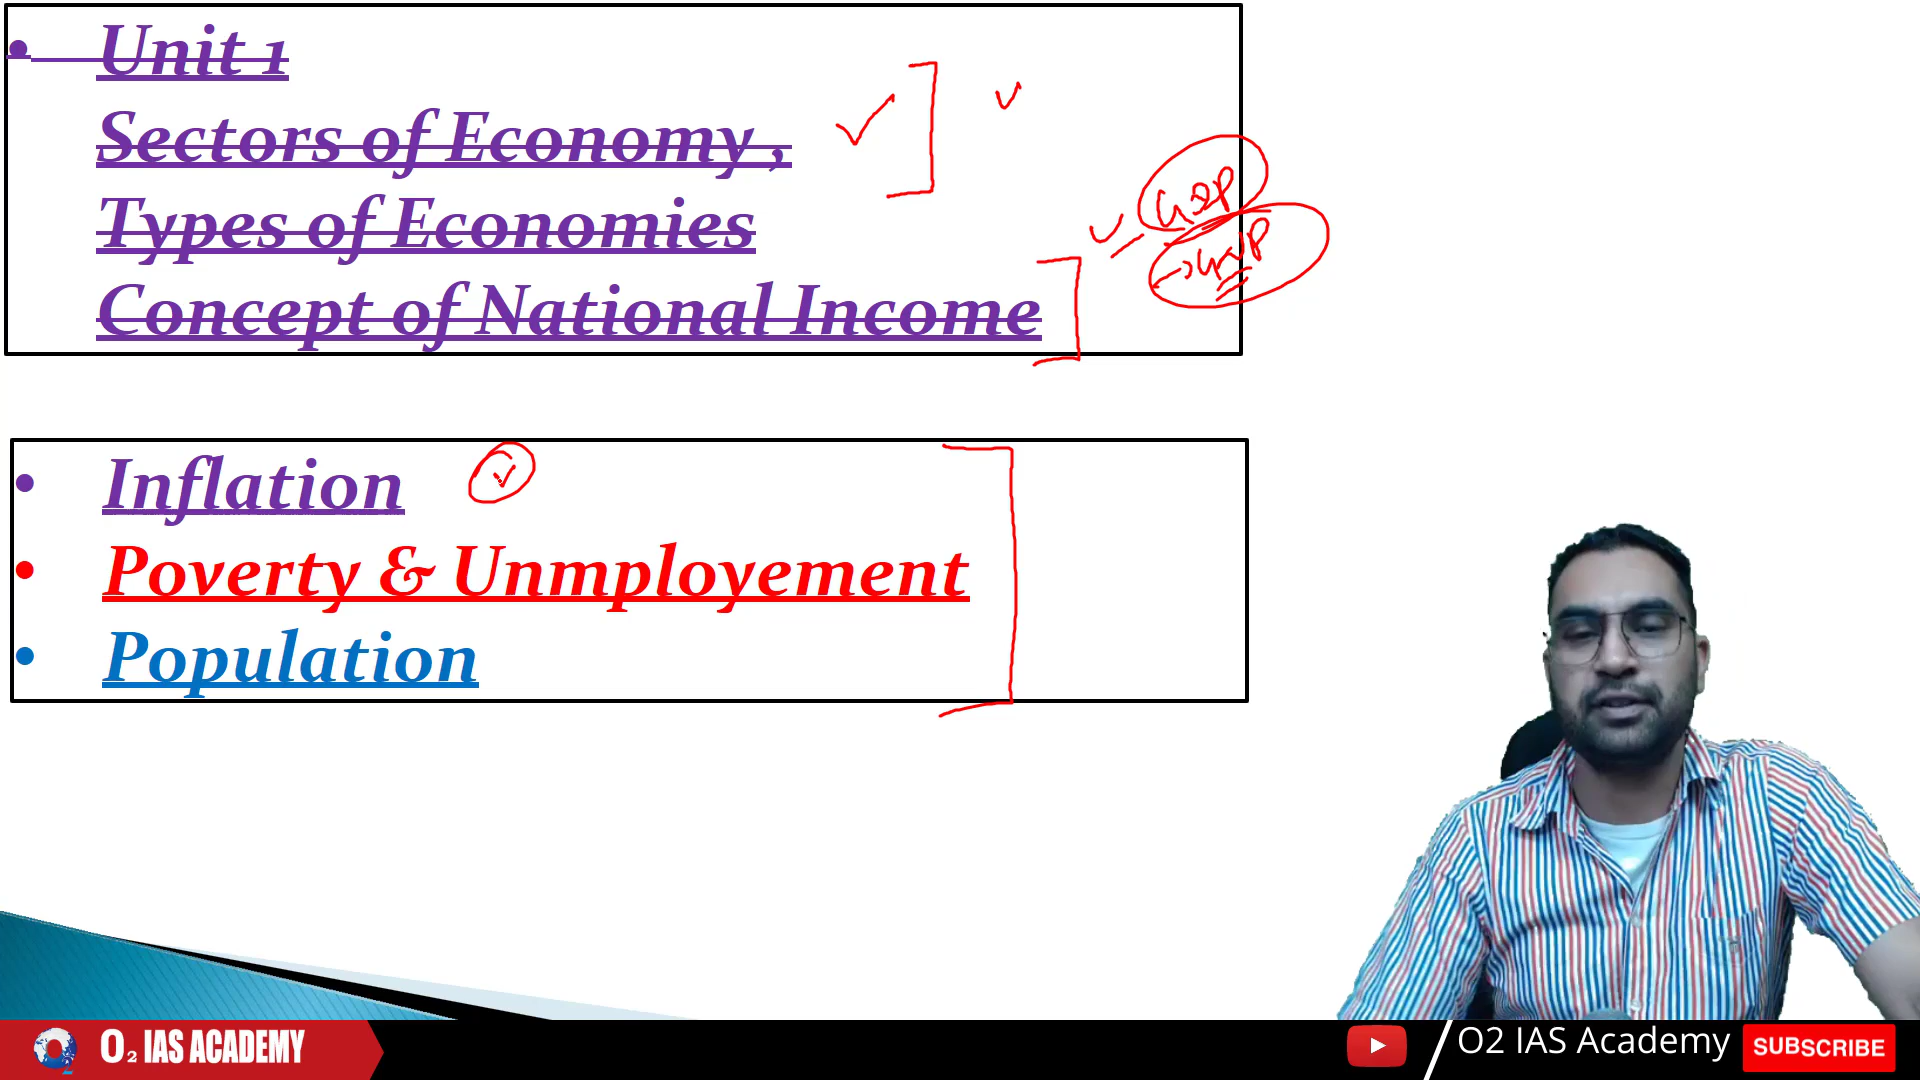 • Unit 1
Sectors of Economy ,
Types of Economies
Concept of National Income
GDP
→ GNP
• Inflation
• Poverty & Unmployement
• Population
O2 IAS ACADEMY
O2 IAS Academy
SUBSCRIBE